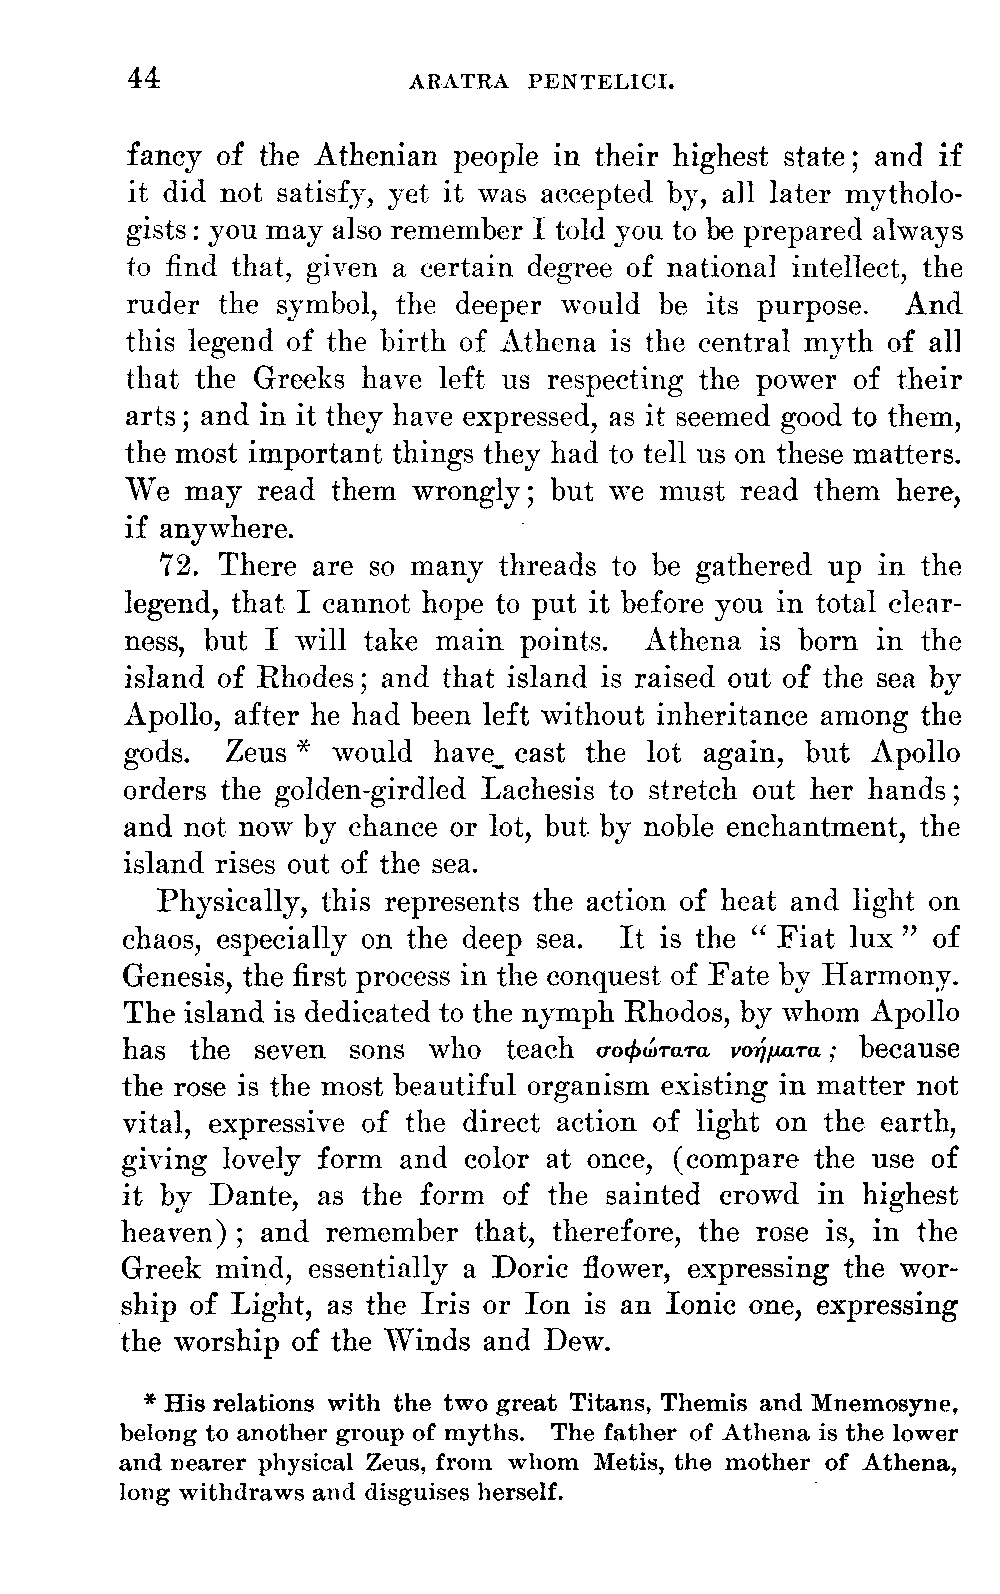 44 ARATRA PENTELICI.
fancy of the Athenian people in their highest state; and if
it did not satisfy, yet it was accepted by, all later mytholo-
gists: you may also remember I told you to be prepared always
to find that, given a certain degree of national intellect, the
ruder the symbol, the deeper would be its purpose. And
this legend of the birth of Athena is the central myth of all
that the Greeks have left us respecting the power of their
arts; and in it they have expressed, as it seemed good to them,
the most important things they had to tell us on these matters.
We may read them wrongly; but we must read them here,
if anywhere.
72. There are so many threads to be gathered up in the
legend, that I cannot hope to put it before you in total clear-
ness, but I will take main points. Athena is born in the
island of Rhodes; and that island is raised out of the sea by
Apollo, after he had been left without inheritance among the
gods. Zeus * would have cast the lot again, but Apollo
orders the golden-girdled Lachesis to stretch out her hands;
and not now by chance or lot, but by noble enchantment, the
island rises out of the sea.
Physically, this represents the action of heat and light on
chaos, especially on the deep sea. It is the “ Fiat lux ” of
Genesis, the first process in the conquest of Fate by Harmony.
The island is dedicated to the nymph Rhodos, by whom Apollo
has the seven sons who teach σοφώτατα νοήματα; because
the rose is the most beautiful organism existing in matter not
vital, expressive of the direct action of light on the earth,
giving lovely form and color at once, (compare the use of
it by Dante, as the form of the sainted crowd in highest
heaven); and remember that, therefore, the rose is, in the
Greek mind, essentially a Doric flower, expressing the wor-
ship of Light, as the Iris or Ion is an Ionic one, expressing
the worship of the Winds and Dew.
* His relations with the two great Titans, Themis and Mnemosyne,
belong to another group of myths. The father of Athena is the lower
and nearer physical Zeus, from whom Metis, the mother of Athena,
long withdraws and disguises herself.